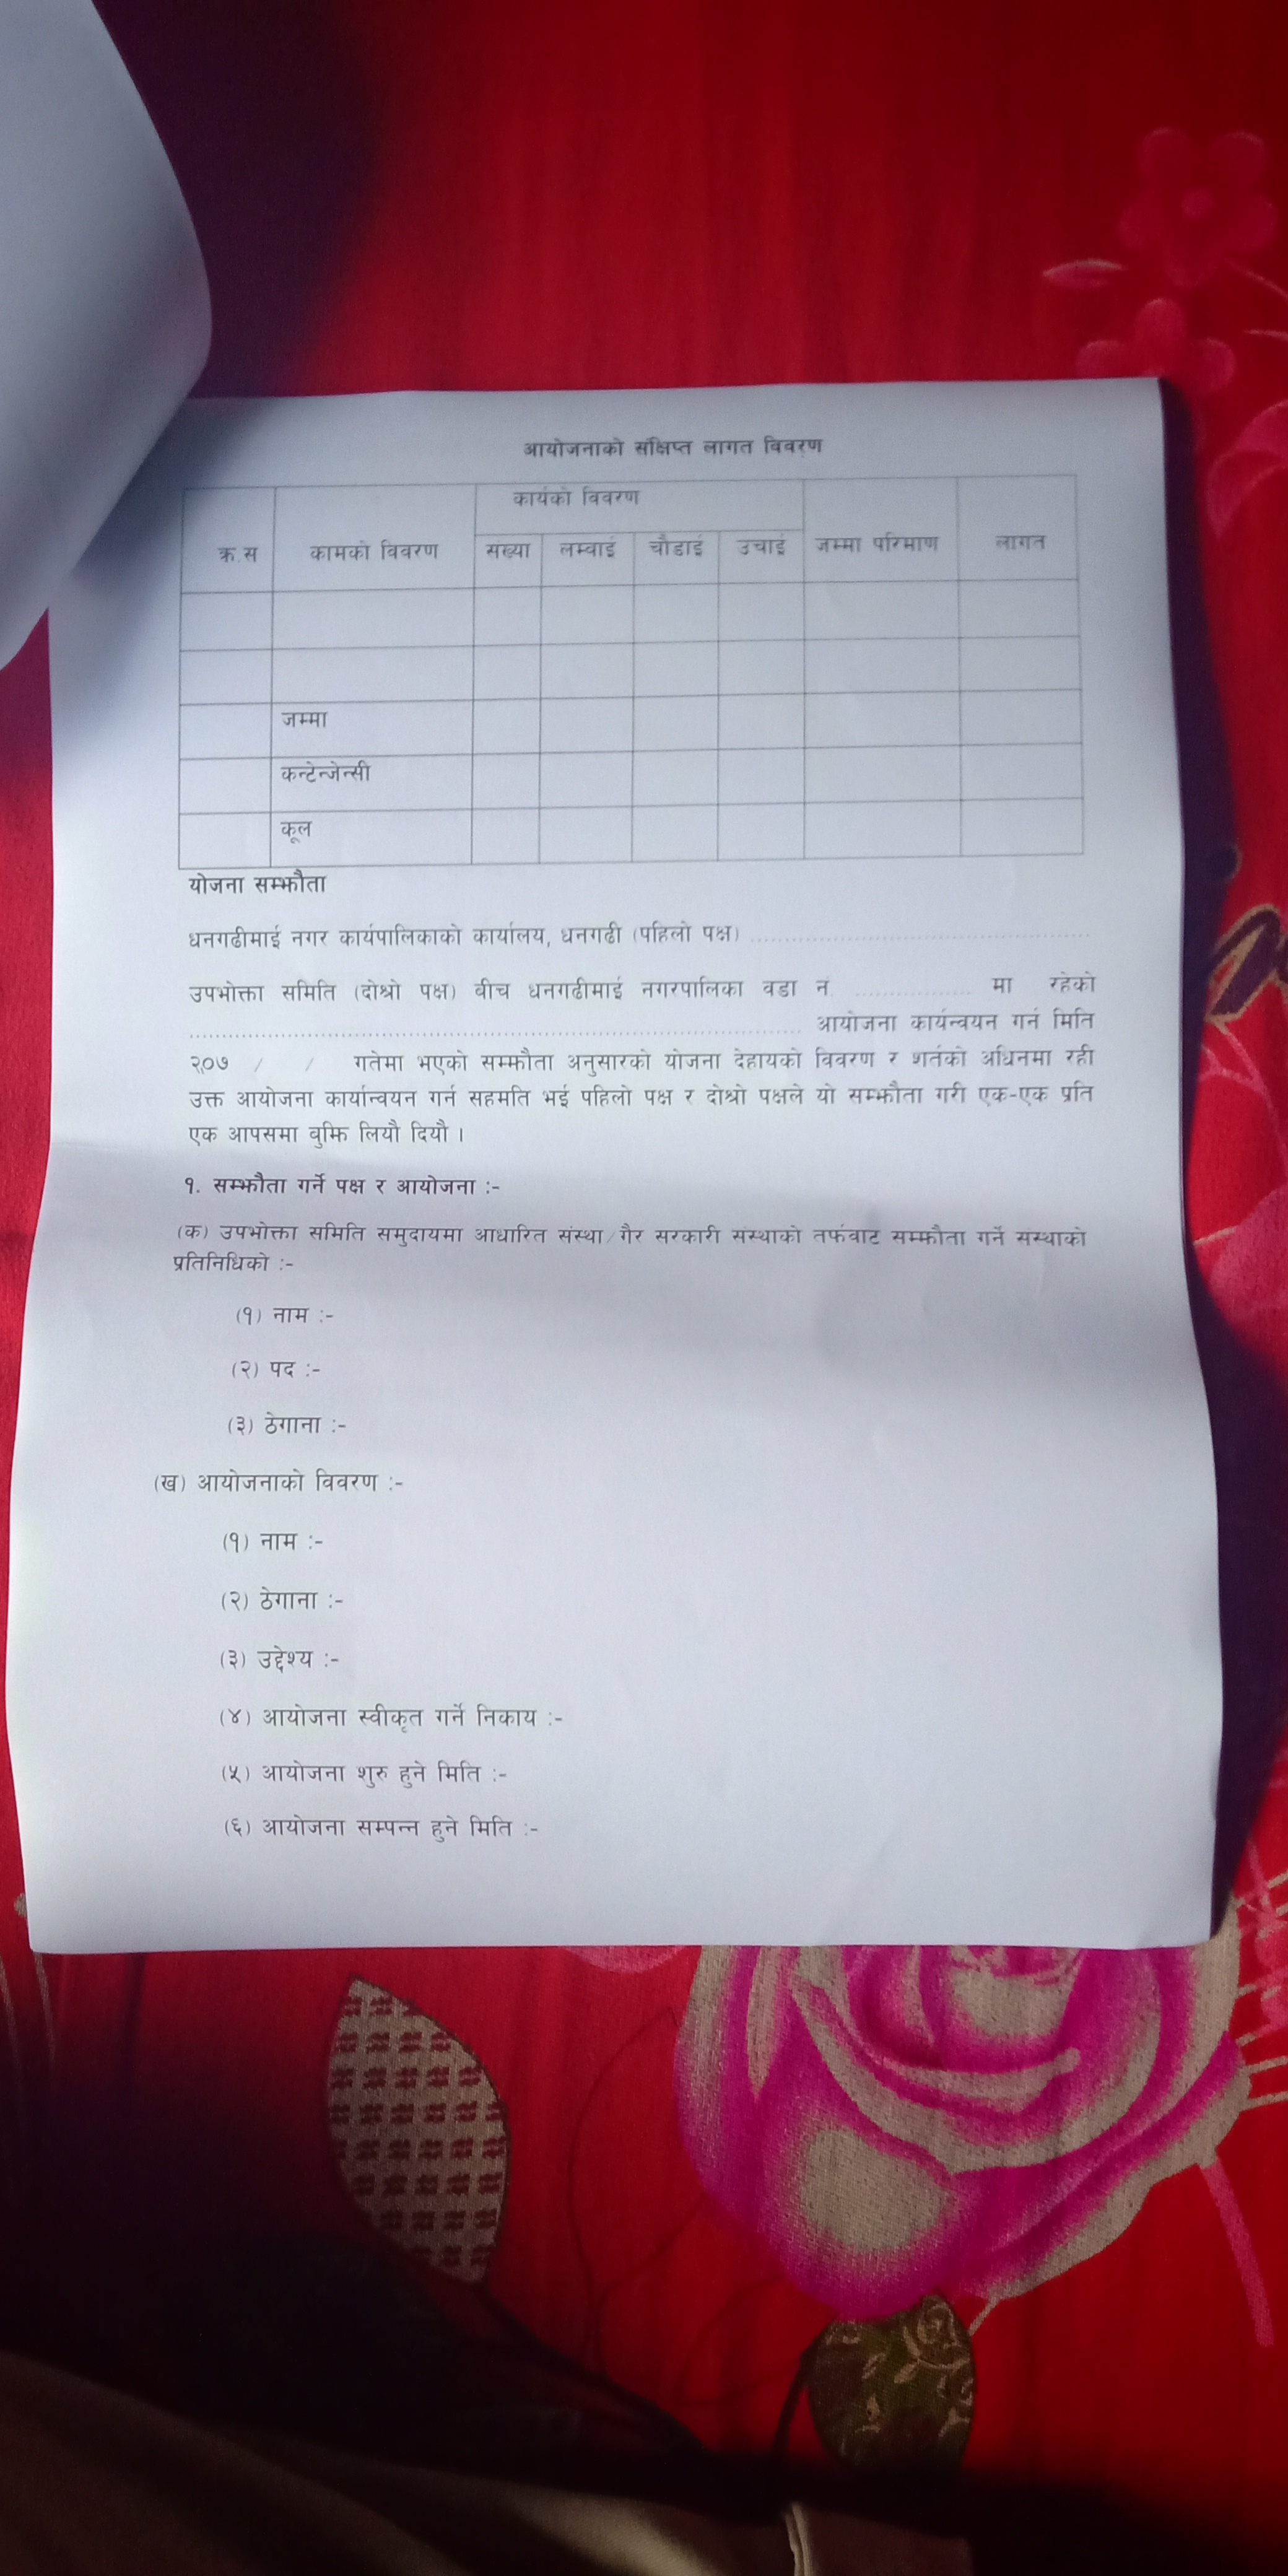 आयोजनाको संक्षिप्त लागत विवरण
कार्यको विवरण
क्र.स कामको विवरण संख्या लम्वाई चौडाई उचाई जम्मा परिमाण लागत
जम्मा
कन्टेन्जेन्सी
कूल
योजना सम्झौता
धनगढीमाई नगर कार्यपालिकाको कार्यालय, धनगढी (पहिलो पक्ष) ................................................
उपभोक्ता समिति (दोश्रो पक्ष) वीच धनगढीमाई नगरपालिका वडा नं. .................. मा रहेको
................................................................................ आयोजना कार्यन्वयन गर्न मिति
२०७ / / गतेमा भएको सम्झौता अनुसारको योजना देहायको विवरण र शर्तको अधिनमा रही
उक्त आयोजना कार्यान्वयन गर्न सहमति भई पहिलो पक्ष र दोश्रो पक्षले यो सम्झौता गरी एक-एक प्रति
एक आपसमा बुझि लियौ दियौ ।
१. सम्झौता गर्ने पक्ष र आयोजना :-
(क) उपभोक्ता समिति समुदायमा आधारित संस्था/गैर सरकारी संस्थाको तर्फवाट सम्झौता गर्ने संस्थाको
प्रतिनिधिको :-
(१) नाम :-
(२) पद :-
(३) ठेगाना :-
(ख) आयोजनाको विवरण :-
(१) नाम :-
(२) ठेगाना :-
(३) उद्देश्य :-
(४) आयोजना स्वीकृत गर्ने निकाय :-
(५) आयोजना शुरु हुने मिति :-
(६) आयोजना सम्पन्न हुने मिति :-